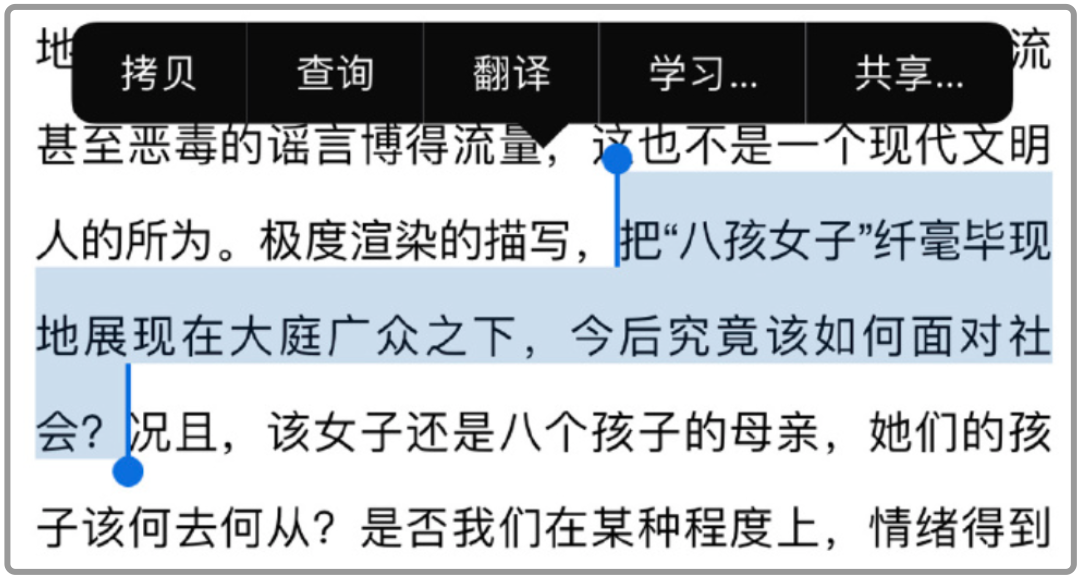 地 流
拷贝 查询 翻译 学习... 共享...
甚至恶毒的谣言博得流量，这也不是一个现代文明
人的所为。极度渲染的描写，把“八孩女子”纤毫毕现
地展现在大庭广众之下，今后究竟该如何面对社
会？况且，该女子还是八个孩子的母亲，她们的孩
子该何去何从？是否我们在某种程度上，情绪得到